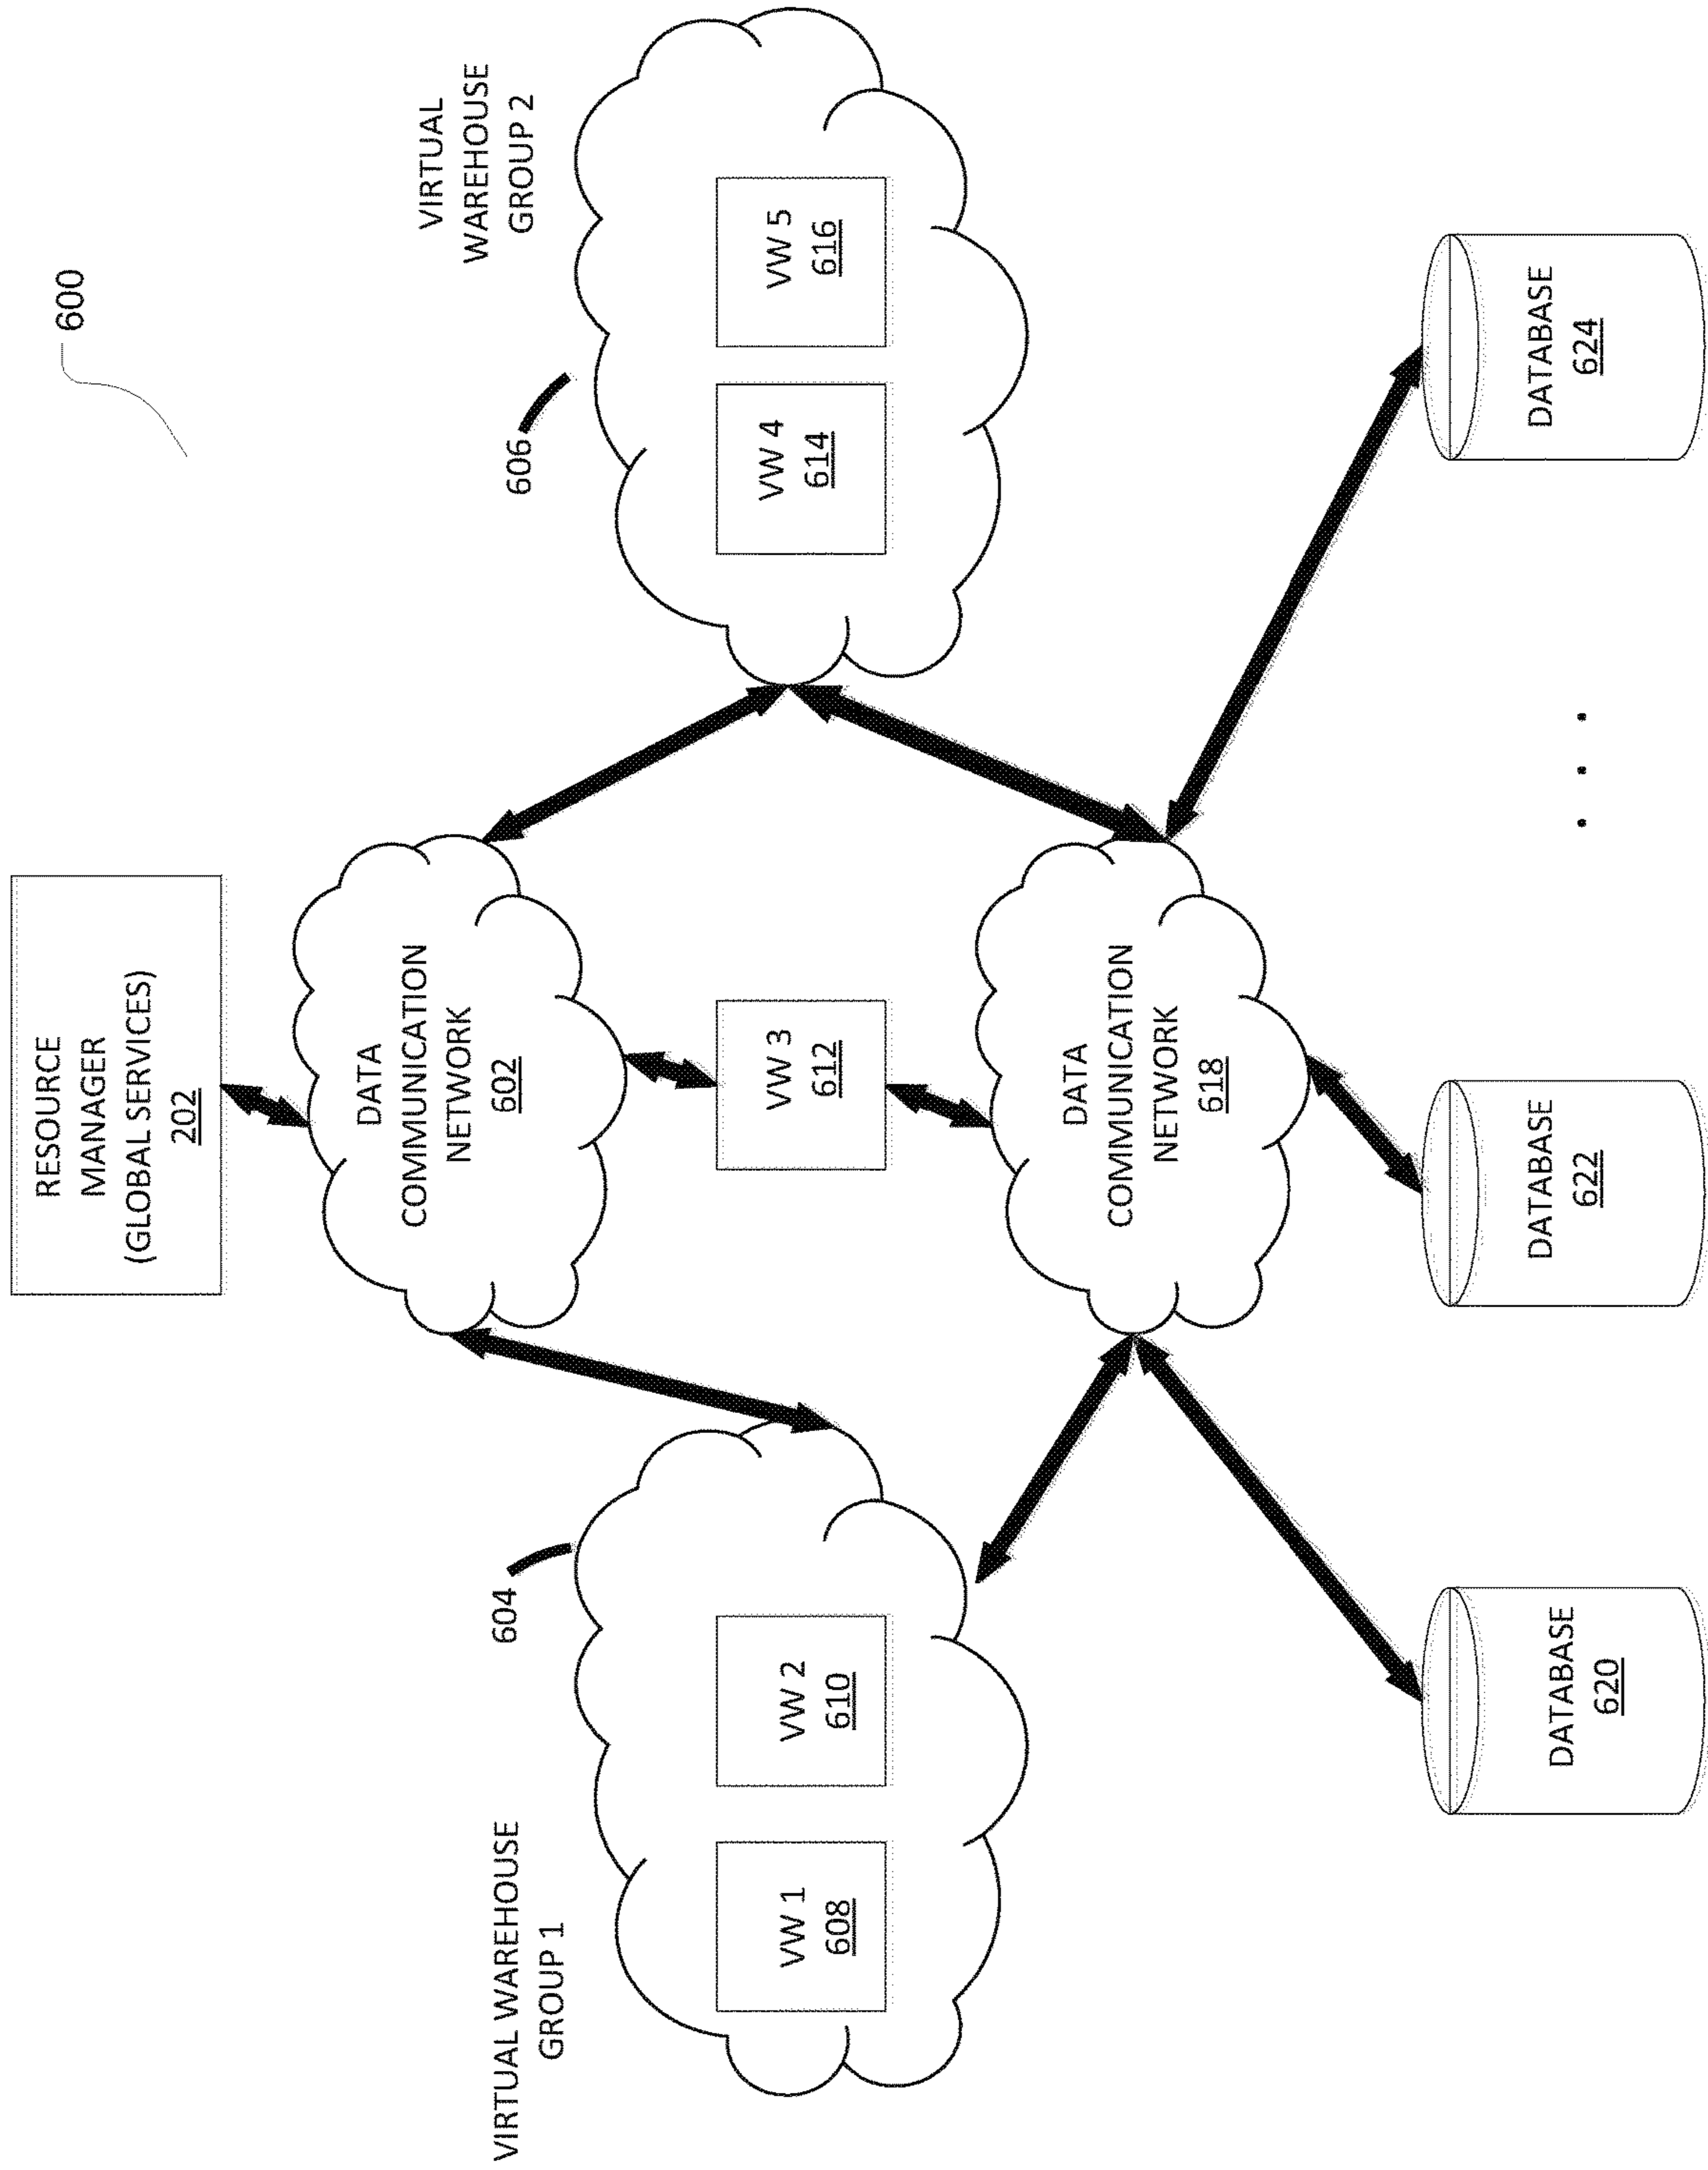 600
RESOURCE
MANAGER
(GLOBAL SERVICES)
202
DATA
COMMUNICATION
NETWORK
602
VIRTUAL WAREHOUSE
GROUP 1
604
VW 1
608
VW 2
610
VW 3
612
VIRTUAL
WAREHOUSE
GROUP 2
606
VW 4
614
VW 5
616
DATA
COMMUNICATION
NETWORK
618
DATABASE
620
DATABASE
622
. . .
DATABASE
624